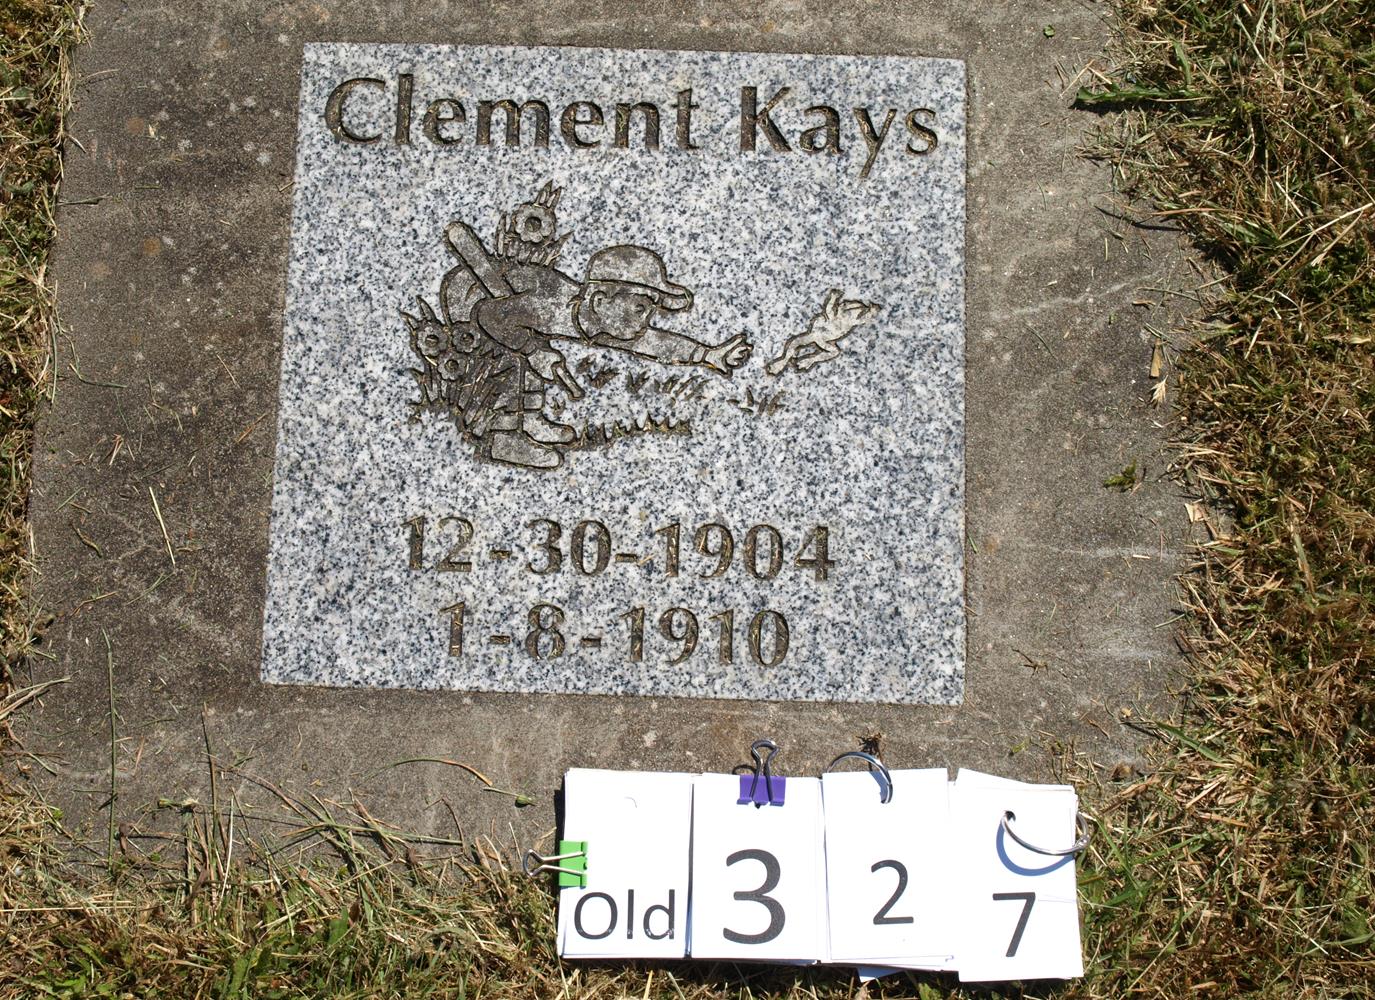 Clement Kays
12-30-1904
1-8-1910
Old 3 2 7